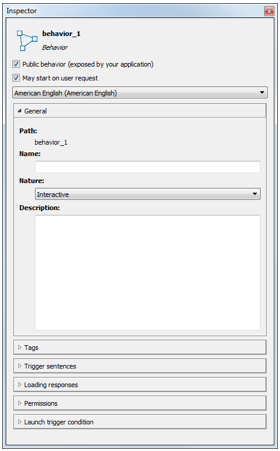 Inspector
behavior_1
Behavior
Public behavior (exposed by your application)
May start on user request
American English (American English)
General
Path:
behavior_1
Name:
Nature:
Interactive
Description:
Tags
Trigger sentences
Loading responses
Permissions
Launch trigger condition